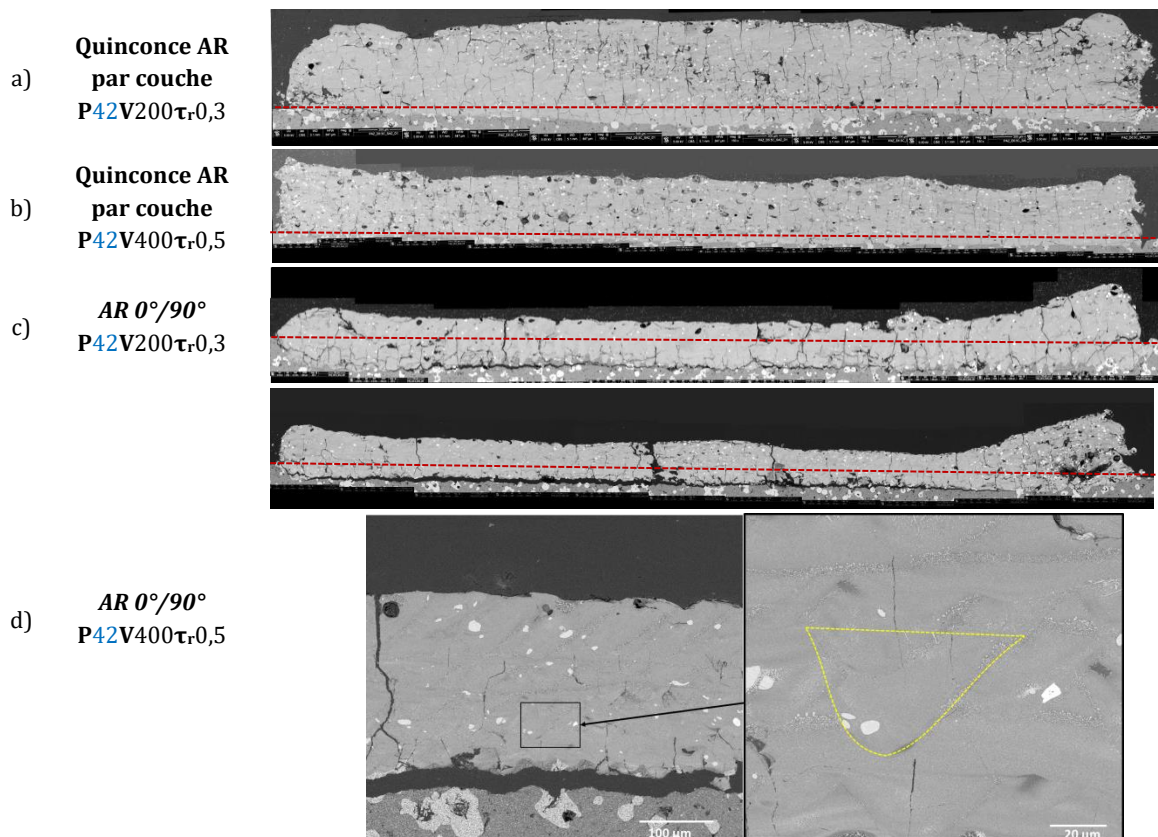 a)
Quinconce AR
par couche
P42V200τr0,3
b)
Quinconce AR
par couche
P42V400τr0,5
c)
AR 0°/90°
P42V200τr0,3
d)
AR 0°/90°
P42V400τr0,5
100 µm
20 µm